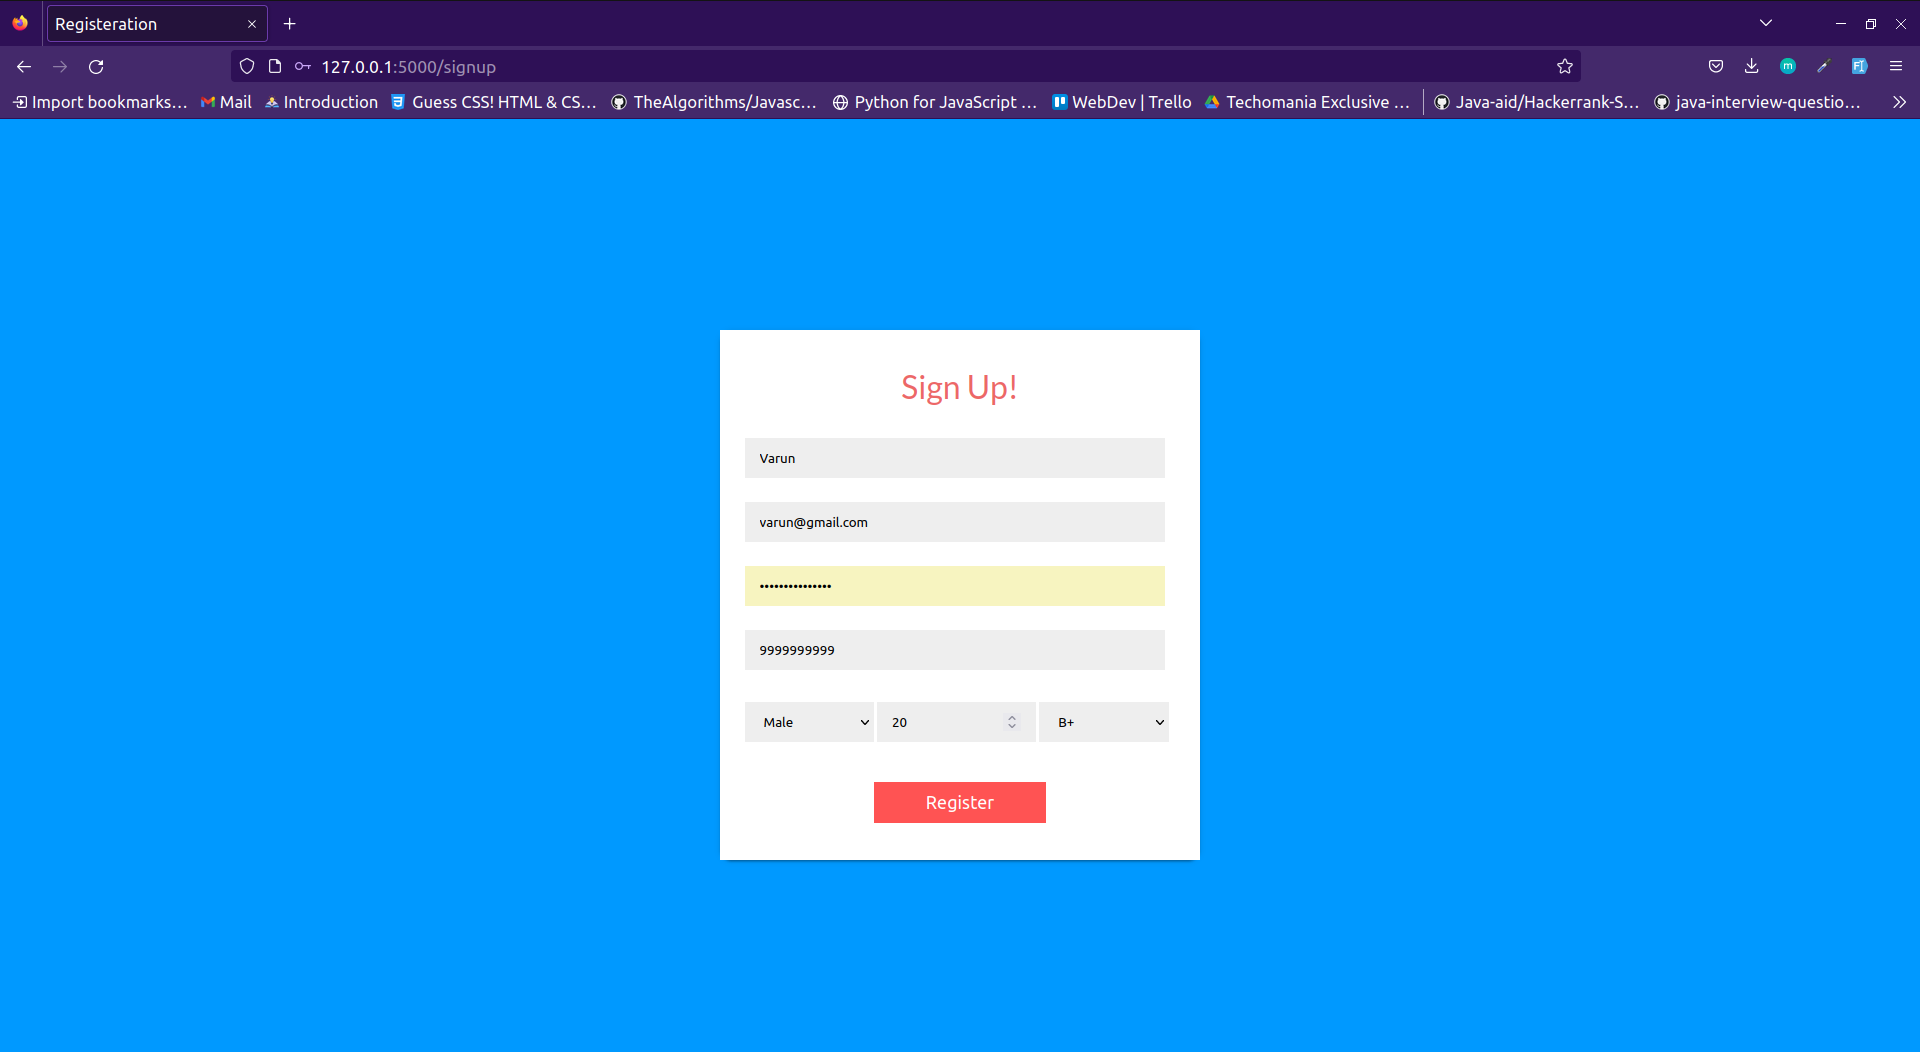 Registeration
127.0.0.1:5000/signup
Import bookmarks... Mail Introduction Guess CSS! HTML & CS... TheAlgorithms/Javasc... Python for JavaScript ... WebDev | Trello Techomania Exclusive ... Java-aid/Hackerrank-S... java-interview-questio...
Sign Up!
Varun
varun@gmail.com
•••••••••••••••
9999999999
Male 20 B+
Register